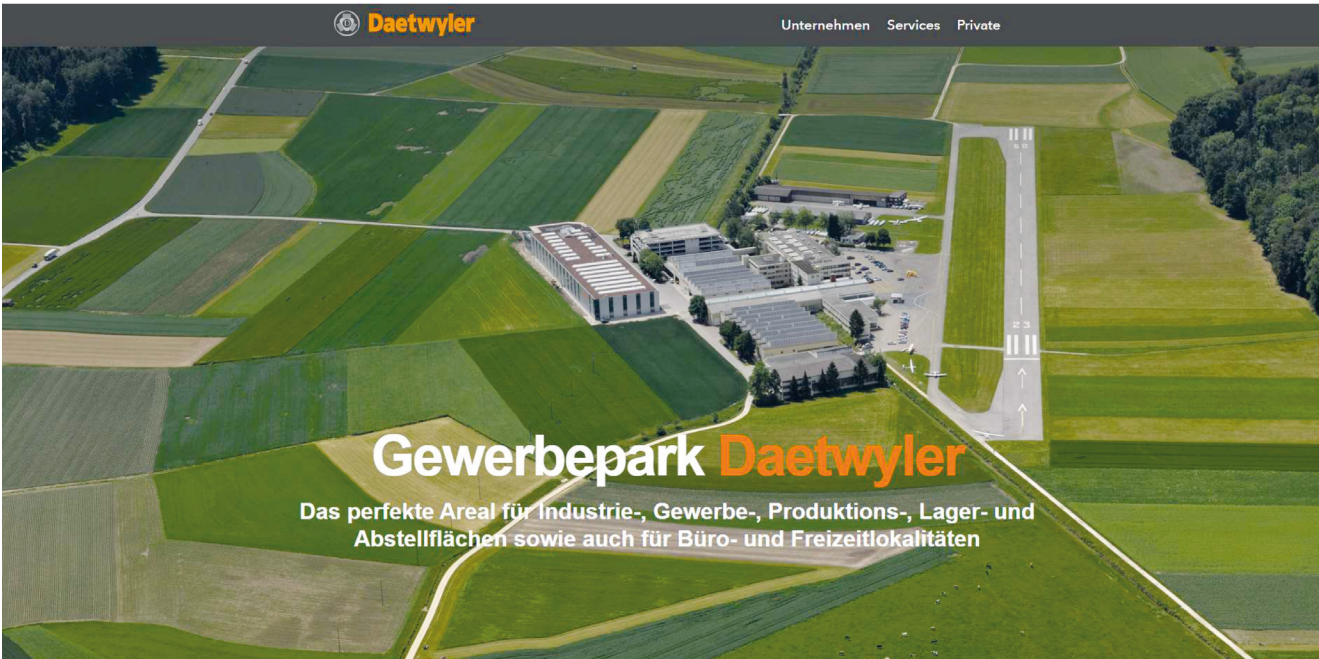 Daetwyler
Unternehmen Services Private
Gewerbepark Daetwyler
Das perfekte Areal für Industrie-, Gewerbe-, Produktions-, Lager- und
Abstellflächen sowie auch für Büro- und Freizeitlokalitäten
23